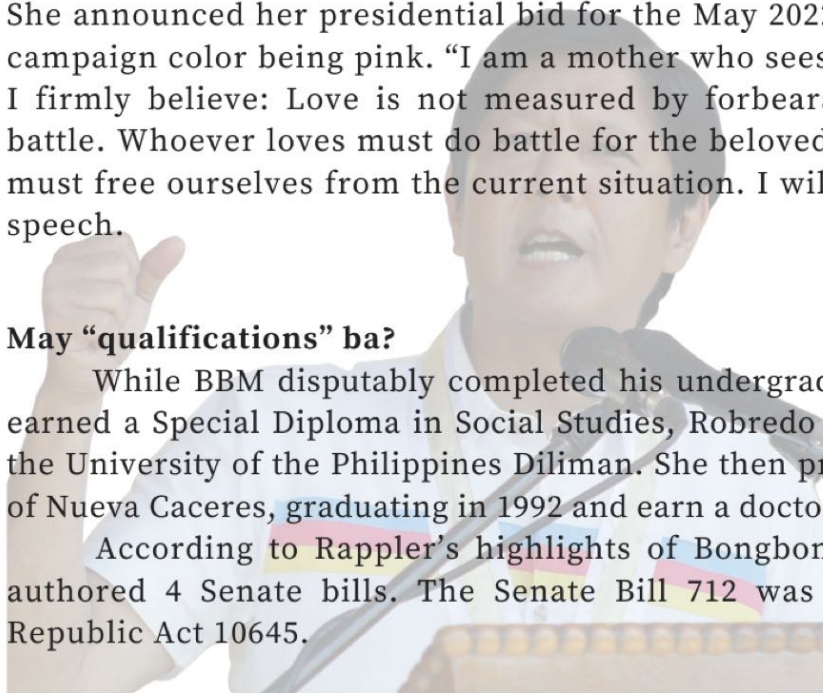 She announced her presidential bid for the May 202
campaign color being pink. “I am a mother who sees
I firmly believe: Love is not measured by forbear
battle. Whoever loves must do battle for the beloved
must free ourselves from the current situation. I wil
speech.
May “qualifications” ba?
While BBM disputably completed his undergrad
earned a Special Diploma in Social Studies, Robredo
the University of the Philippines Diliman. She then pr
of Nueva Caceres, graduating in 1992 and earn a docto
According to Rappler’s highlights of Bongbon
authored 4 Senate bills. The Senate Bill 712 was
Republic Act 10645.